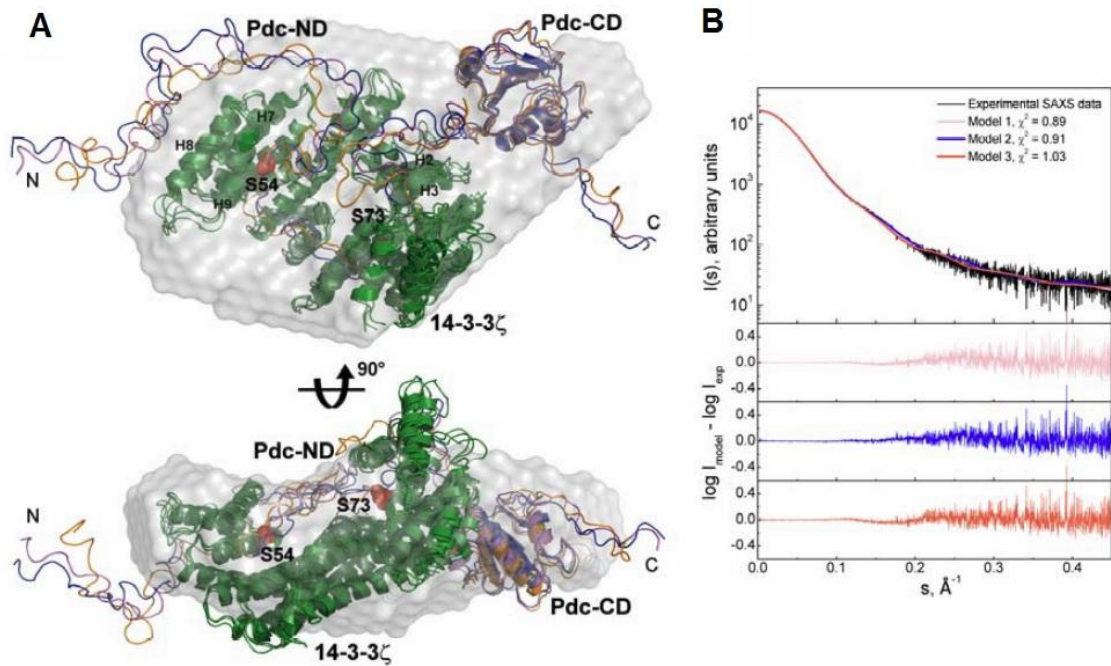 A
Pdc-ND
Pdc-CD
H7
H8
H2
S54
H3
H9
S73
N
C
14-3-3ζ
90°
Pdc-ND
N
S73
S54
C
Pdc-CD
14-3-3ζ
B
Experimental SAXS data
Model 1, χ² = 0.89
Model 2, χ² = 0.91
Model 3, χ² = 1.03
I(s), arbitrary units
10⁴
10³
10²
10¹
log I_model - log I_exp
0.4
0.0
-0.4
0.4
0.0
-0.4
0.4
0.0
-0.4
0.0 0.1 0.2 0.3 0.4
s, Å⁻¹